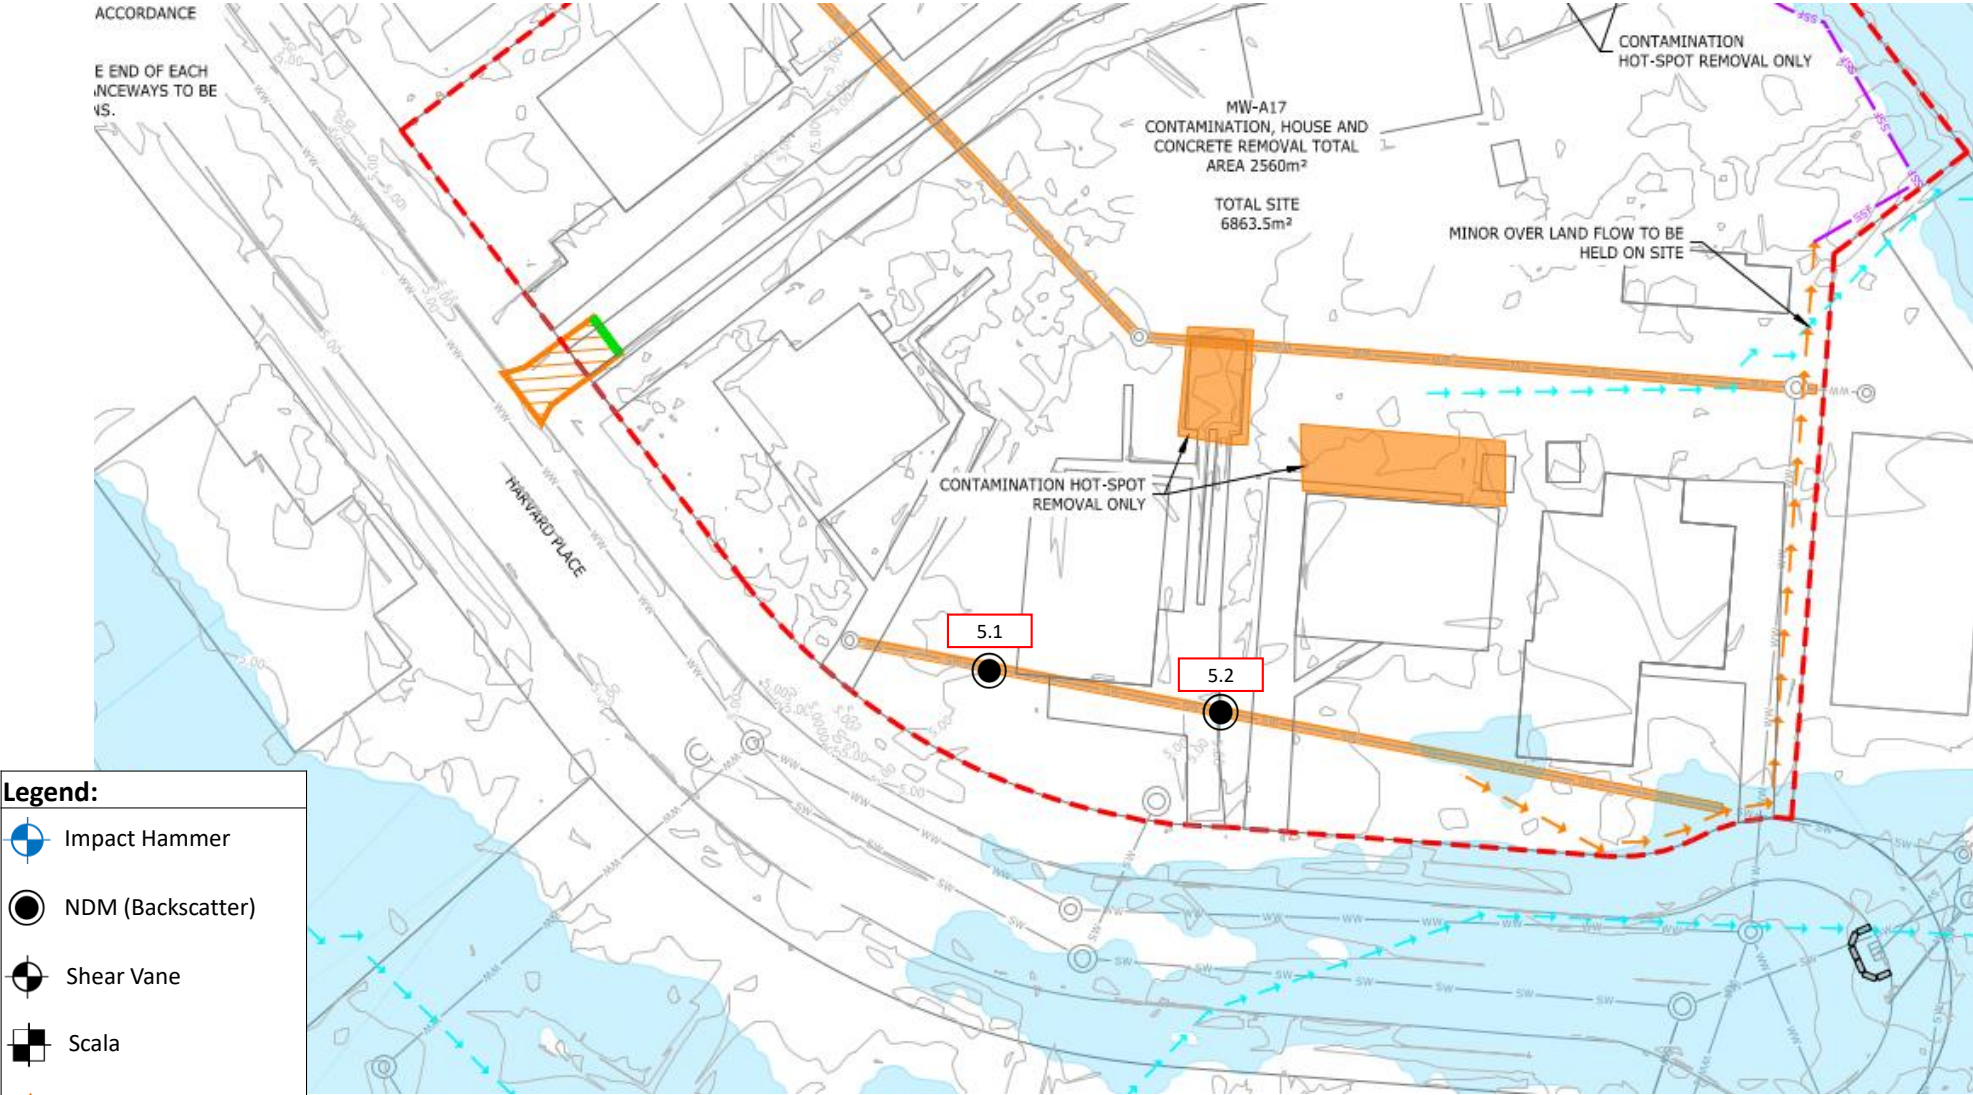 ACCORDANCE
E END OF EACH
ANCEWAYS TO BE
NS.
CONTAMINATION
HOT-SPOT REMOVAL ONLY
MW-A17
CONTAMINATION, HOUSE AND
CONCRETE REMOVAL TOTAL
AREA 2560m²
TOTAL SITE
6863.5m²
MINOR OVER LAND FLOW TO BE
HELD ON SITE
CONTAMINATION HOT-SPOT
REMOVAL ONLY
HARVARD PLACE
5.1
5.2
Legend:
Impact Hammer
NDM (Backscatter)
Shear Vane
Scala